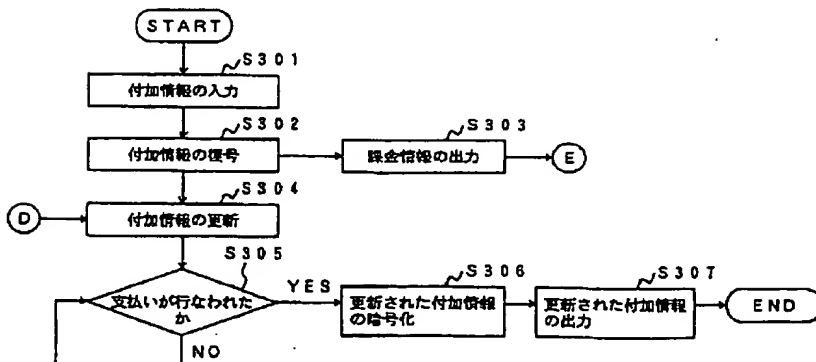 START
S301
付加情報の入力
S302
付加情報の復号
S303
課金情報の出力
E
S304
D
付加情報の更新
S305
支払いが行なわれた
か
YES
S306
更新された付加情報
の暗号化
S307
更新された付加情報
の出力
END
NO